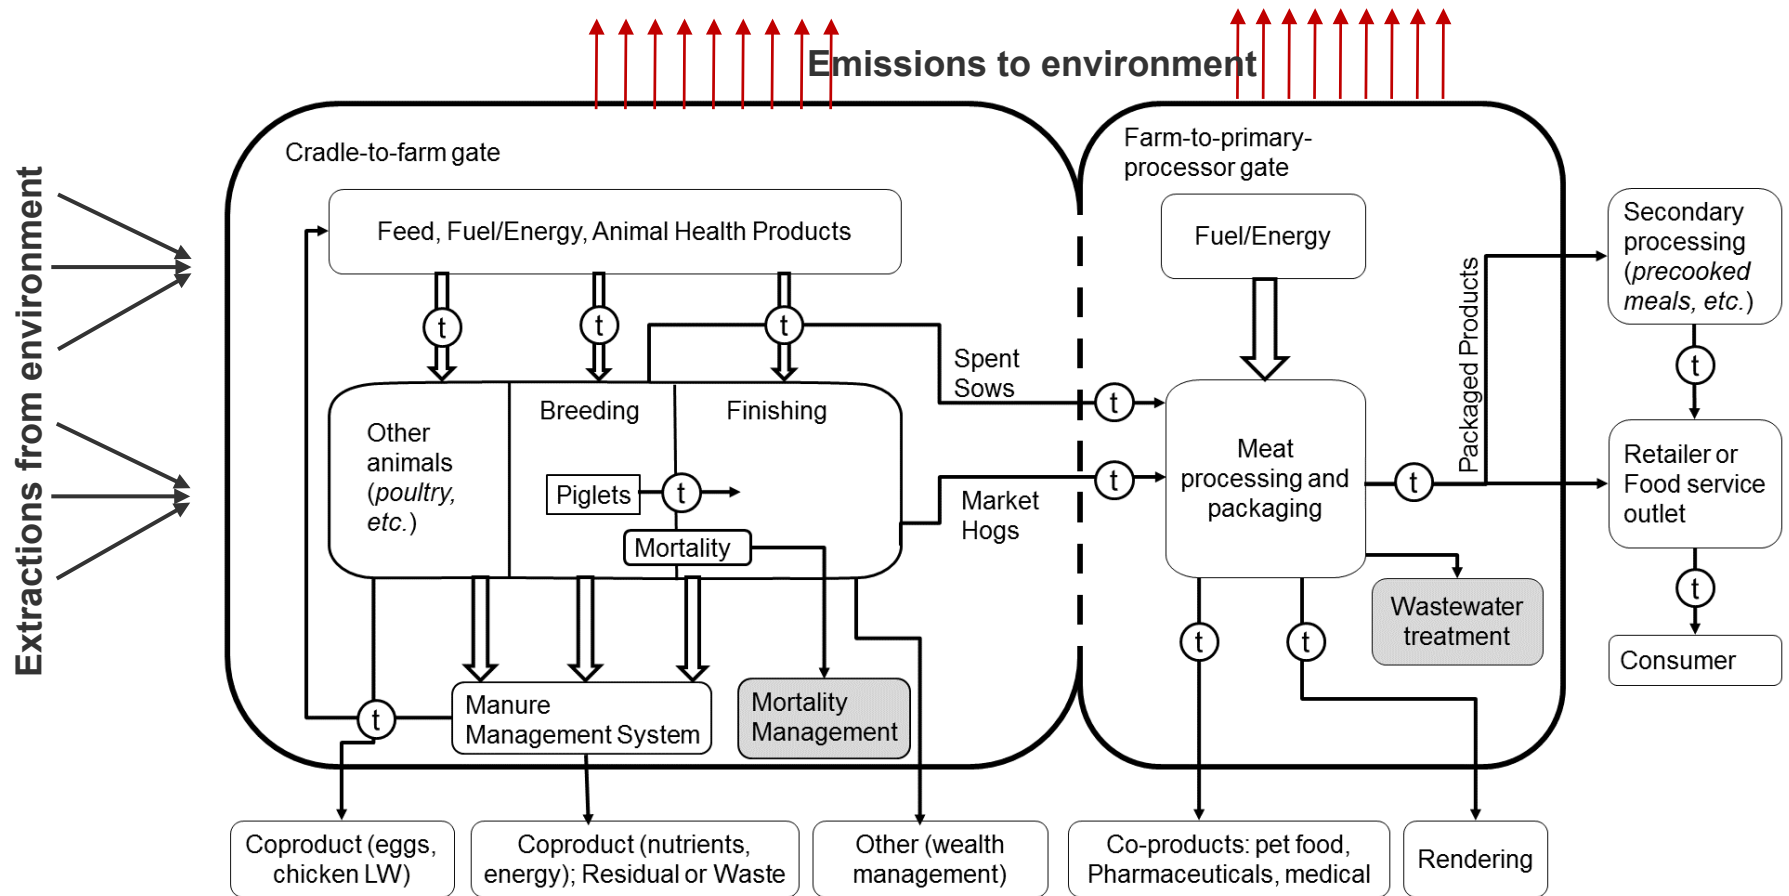 Emissions to environment
Extractions from environment
Cradle-to-farm gate
Feed, Fuel/Energy, Animal Health Products
t
t
t
Other
animals
(poultry,
etc.)
Breeding
Finishing
Piglets
t
Mortality
Spent
Sows
Market
Hogs
t
Manure
Management System
Mortality
Management
Farm-to-primary-
processor gate
Fuel/Energy
t
t
Meat
processing and
packaging
t
Packaged Products
Wastewater
treatment
t
t
Secondary
processing
(precooked
meals, etc.)
t
Retailer or
Food service
outlet
t
Consumer
Coproduct (eggs,
chicken LW)
Coproduct (nutrients,
energy); Residual or Waste
Other (wealth
management)
Co-products: pet food,
Pharmaceuticals, medical
Rendering